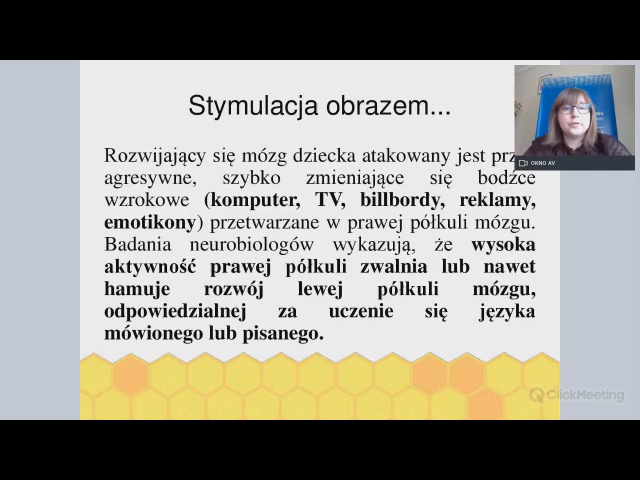 Stymulacja obrazem...
Rozwijający się mózg dziecka atakowany jest
agresywne, szybko zmieniające się bodźce
wzrokowe (komputer, TV, billbordy, reklamy,
emotikony) przetwarzane w prawej półkuli mózgu.
Badania neurobiologów wykazują, że wysoka
aktywność prawej półkuli zwalnia lub nawet
hamuje rozwój lewej półkuli mózgu,
odpowiedzialnej za uczenie się języka
mówionego lub pisanego.
OKNO AV
ClickMeeting